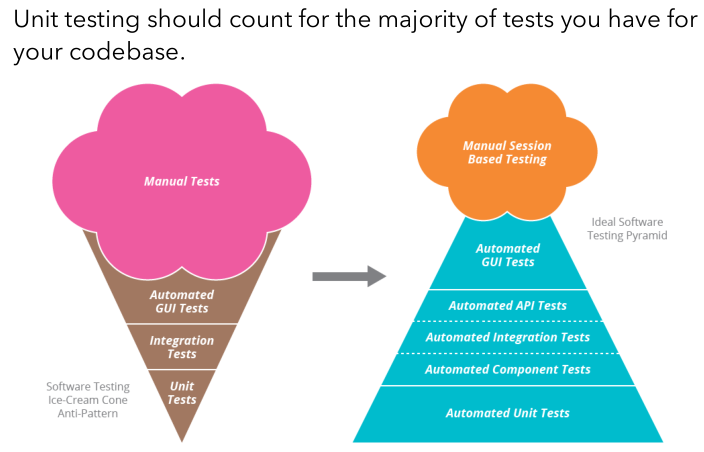 Unit testing should count for the majority of tests you have for
your codebase.
Manual Tests
Automated
GUI Tests
Integration
Tests
Unit
Tests
Software Testing
Ice-Cream Cone
Anti-Pattern
Manual Session
Based Testing
Ideal Software
Testing Pyramid
Automated
GUI Tests
Automated API Tests
Automated Integration Tests
Automated Component Tests
Automated Unit Tests